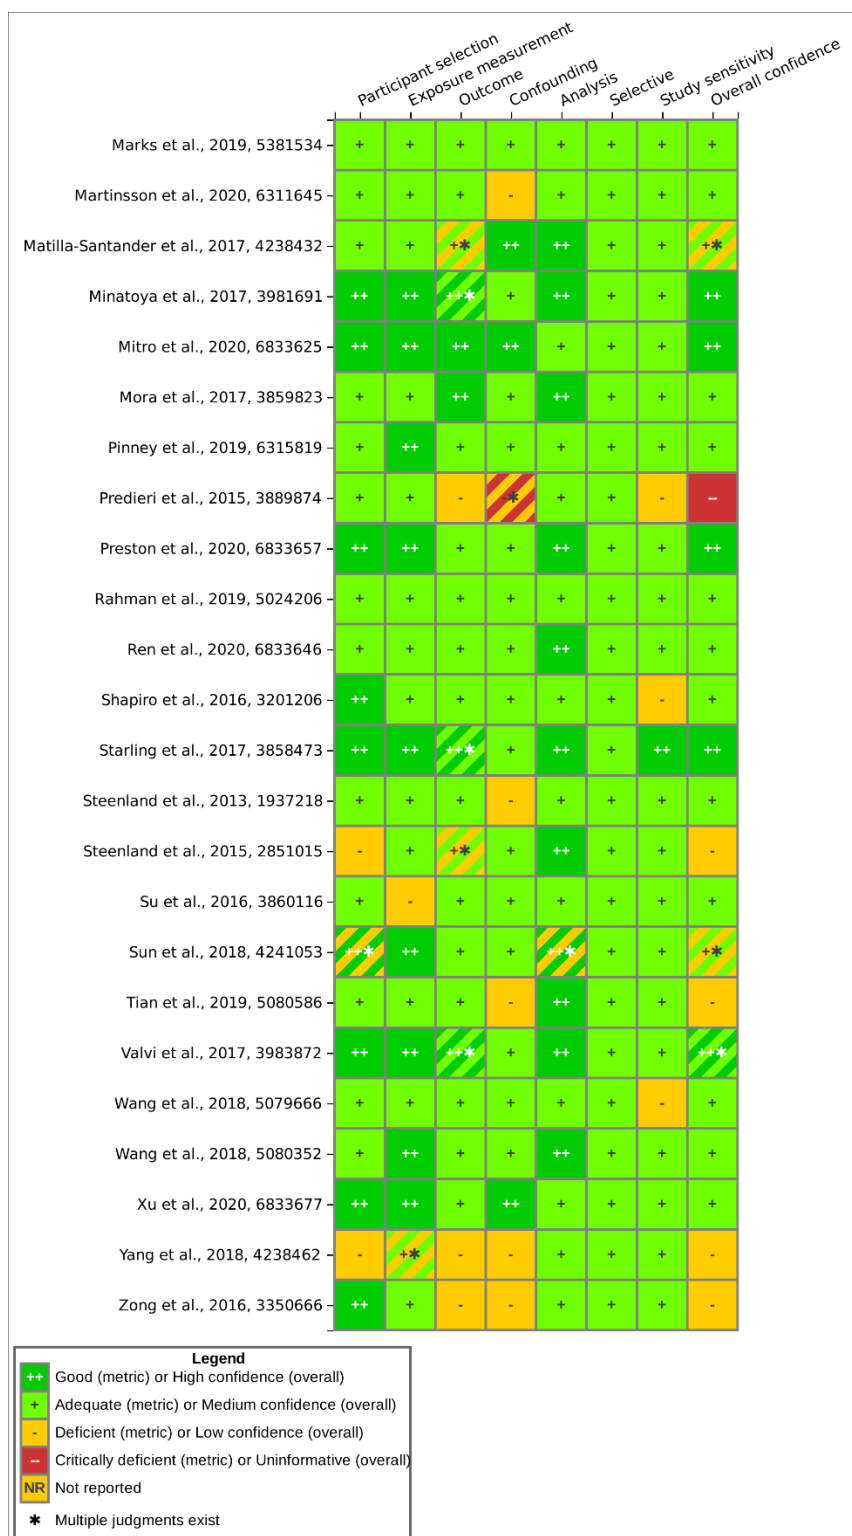 Participant selection
Exposure measurement
Outcome
Confounding
Analysis
Selective
Study sensitivity
Overall confidence
Marks et al., 2019, 5381534 + + + + + + + +
Martinsson et al., 2020, 6311645 + + + - + + + +
Matilla-Santander et al., 2017, 4238432 + + +✱ ++ ++ + + +✱
Minatoya et al., 2017, 3981691 ++ ++ ++✱ + ++ + + ++
Mitro et al., 2020, 6833625 ++ ++ ++ ++ + + + ++
Mora et al., 2017, 3859823 + + ++ + ++ + + +
Pinney et al., 2019, 6315819 + ++ + + + + + +
Predieri et al., 2015, 3889874 + + - -✱ + + - --
Preston et al., 2020, 6833657 ++ ++ + + ++ + + ++
Rahman et al., 2019, 5024206 + + + + + + + +
Ren et al., 2020, 6833646 + + + + ++ + + +
Shapiro et al., 2016, 3201206 ++ + + + + + - +
Starling et al., 2017, 3858473 ++ ++ ++✱ + ++ + ++ ++
Steenland et al., 2013, 1937218 + + + - + + + +
Steenland et al., 2015, 2851015 - + +✱ + ++ + + -
Su et al., 2016, 3860116 + - + + + + + +
Sun et al., 2018, 4241053 ++✱ ++ + + ++✱ + + +✱
Tian et al., 2019, 5080586 + + + - ++ + + -
Valvi et al., 2017, 3983872 ++ ++ ++✱ + ++ + + ++✱
Wang et al., 2018, 5079666 + + + + + + - +
Wang et al., 2018, 5080352 + ++ + + ++ + + +
Xu et al., 2020, 6833677 ++ ++ + ++ + + + +
Yang et al., 2018, 4238462 - +✱ - - + + + -
Zong et al., 2016, 3350666 ++ + - - + + + -
Legend
++ Good (metric) or High confidence (overall)
+ Adequate (metric) or Medium confidence (overall)
- Deficient (metric) or Low confidence (overall)
-- Critically deficient (metric) or Uninformative (overall)
NR Not reported
✱ Multiple judgments exist